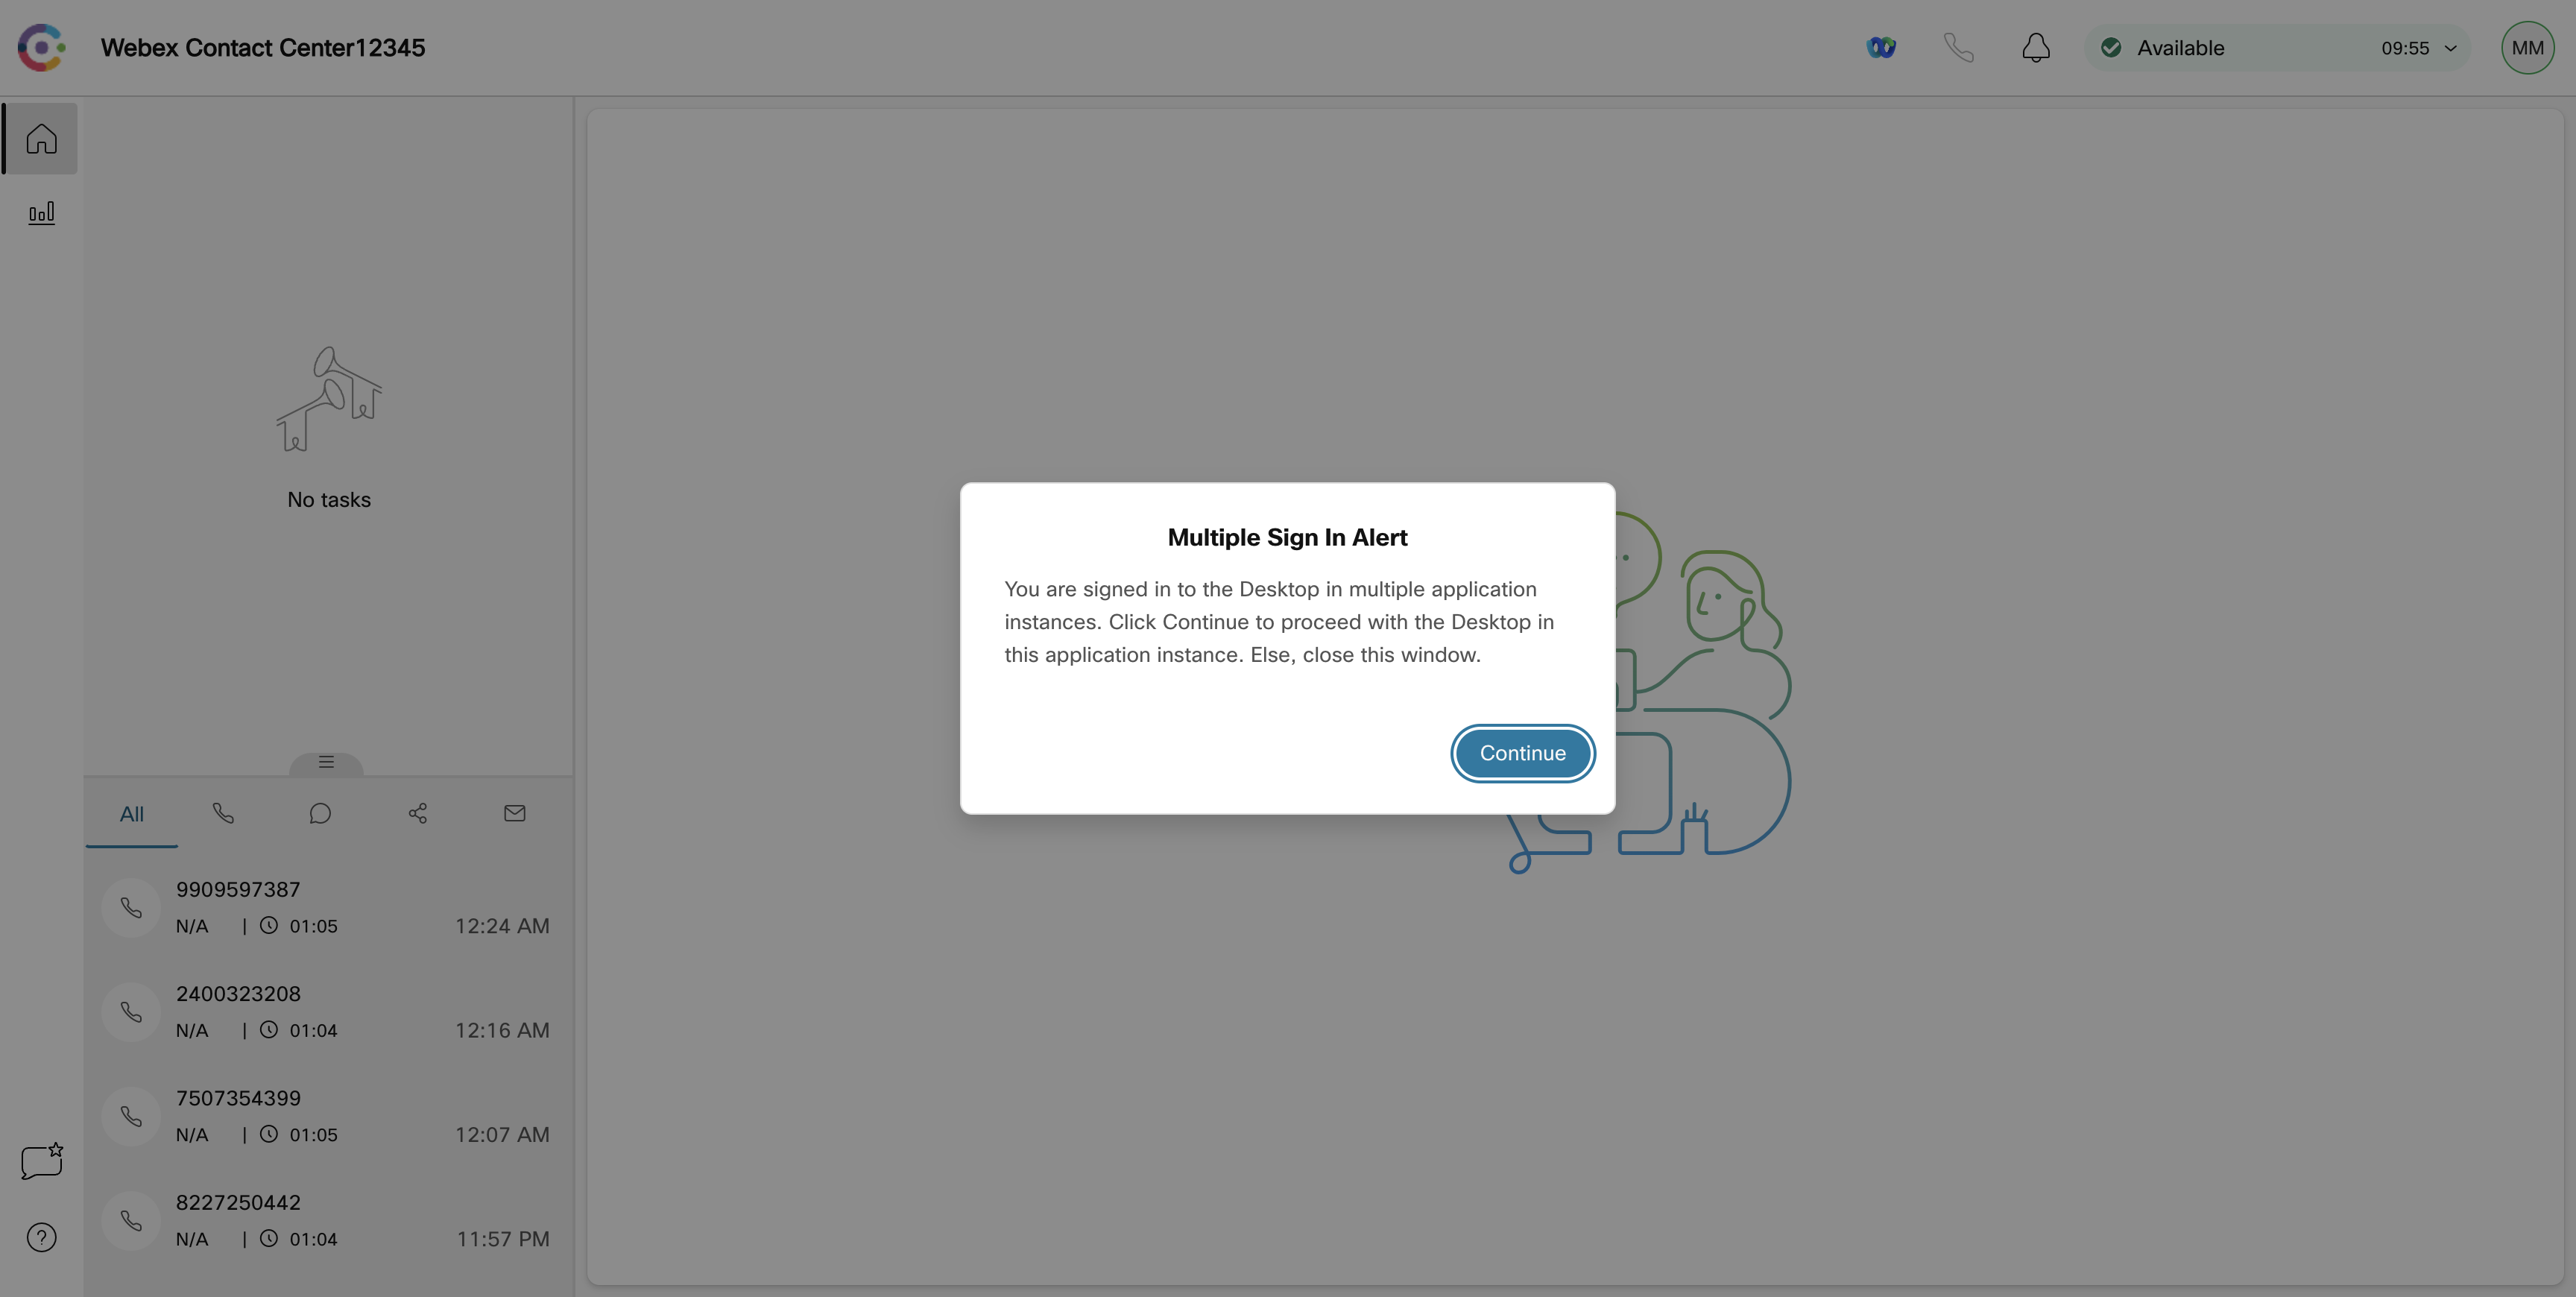 Webex Contact Center12345
Available 09:55
MM
No tasks
Multiple Sign In Alert
You are signed in to the Desktop in multiple application
instances. Click Continue to proceed with the Desktop in
this application instance. Else, close this window.
Continue
All
9909597387
N/A | 01:05 12:24 AM
2400323208
N/A | 01:04 12:16 AM
7507354399
N/A | 01:05 12:07 AM
8227250442
N/A | 01:04 11:57 PM
?